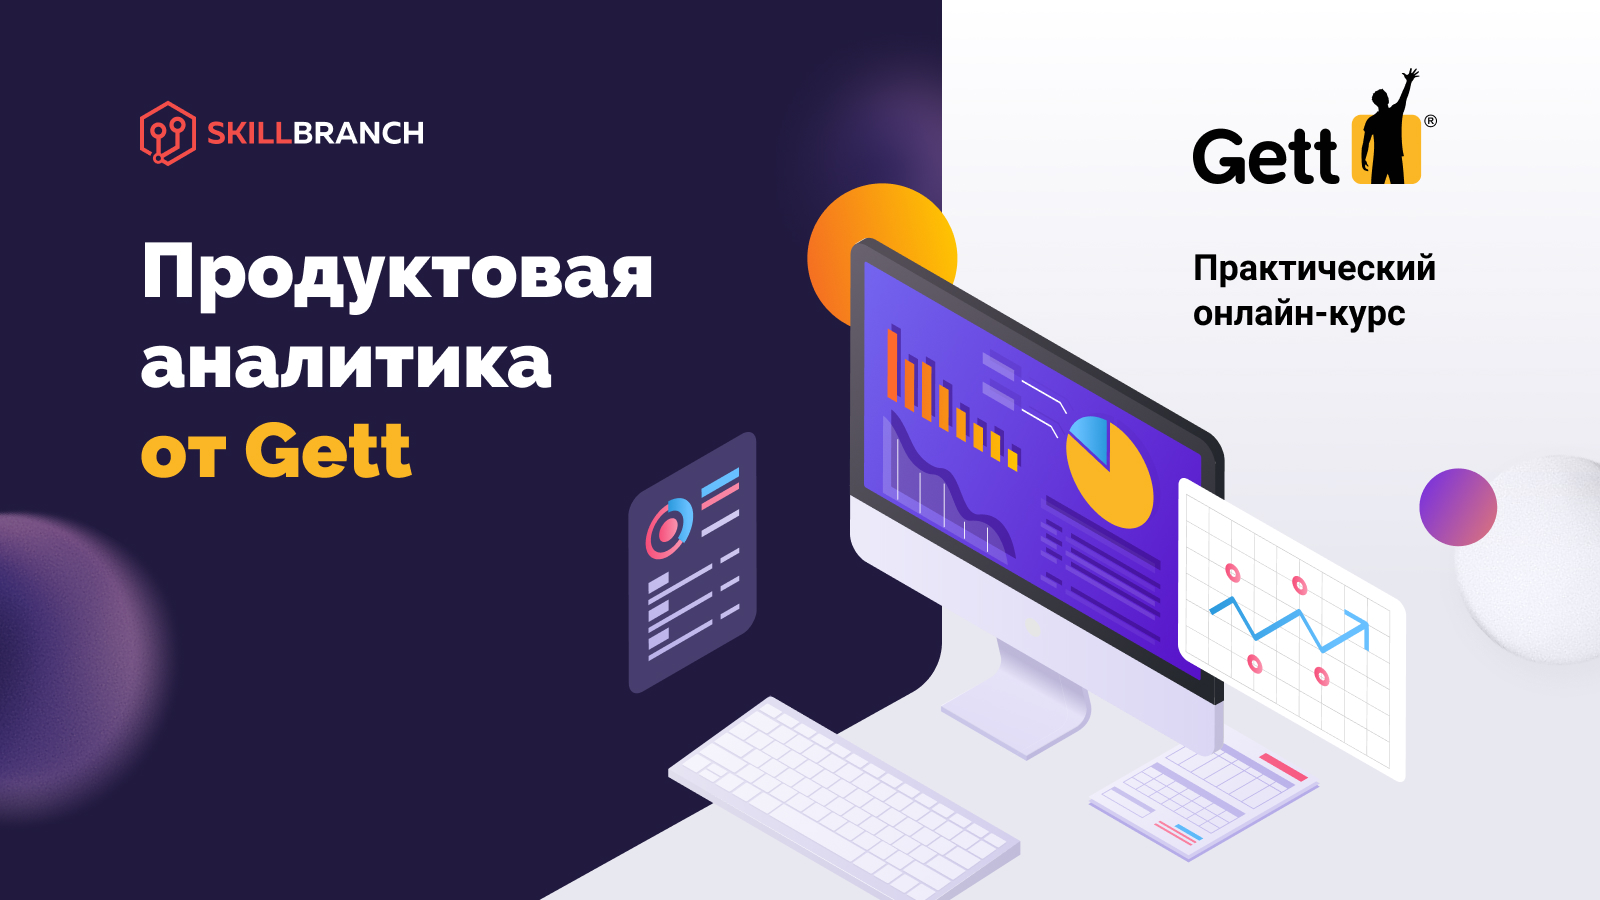 SKILLBRANCH
Продуктовая
аналитика
от Gett
Gett®
Практический
онлайн-курс